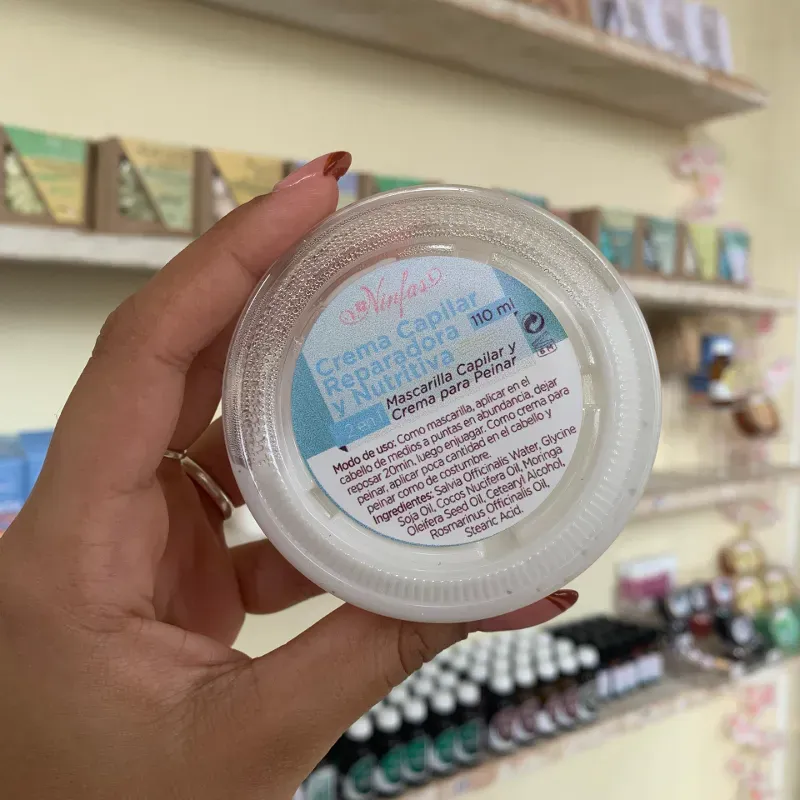 Ninfas
Crema Capilar
Reparadora 110 ml
y Nutritiva
2 en 1 Mascarilla Capilar y
Crema para Peinar
6 M
Modo de uso: Como mascarilla, aplicar en el
cabello de medios a puntas en abundancia, dejar
reposar 20min, luego enjuagar. Como crema para
peinar, aplicar poca cantidad en el cabello y
peinar como de costumbre.
Ingredientes: Salvia Officinalis Water, Glycine
Soja Oil, Cocos Nucifera Oil, Moringa
Oleifera Seed Oil, Cetearyl Alcohol,
Rosmarinus Officinalis Oil,
Stearic Acid.